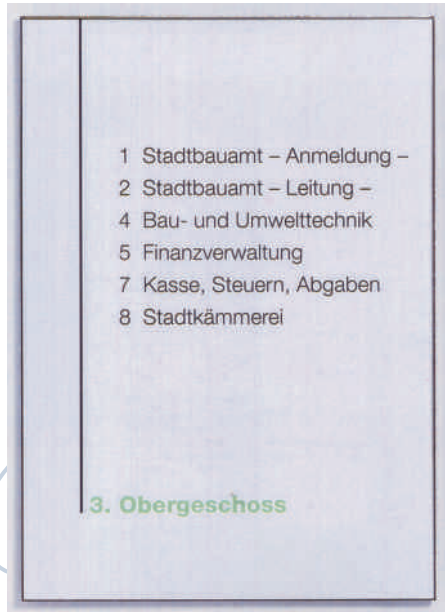 1 Stadtbauamt – Anmeldung –
2 Stadtbauamt – Leitung –
4 Bau- und Umwelttechnik
5 Finanzverwaltung
7 Kasse, Steuern, Abgaben
8 Stadtkämmerei
3. Obergeschoss